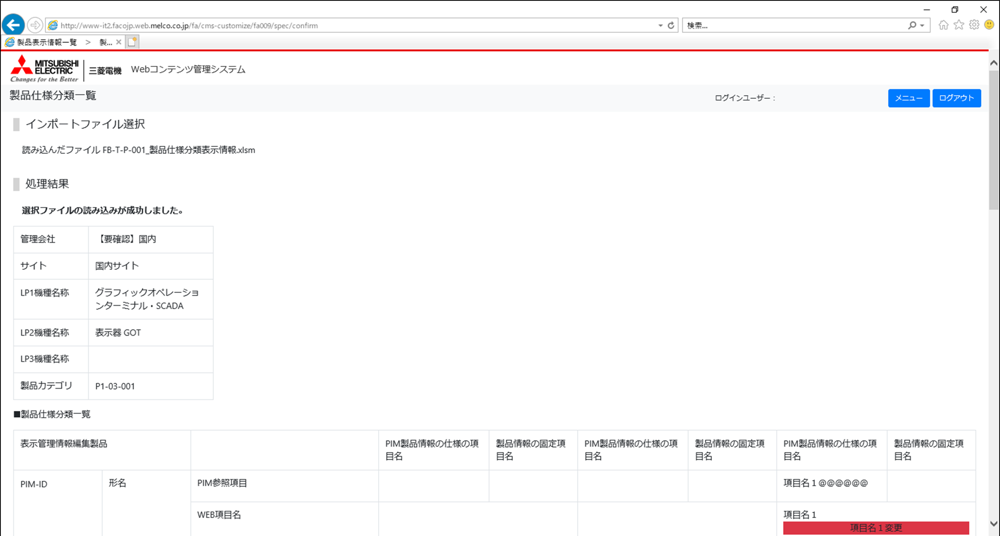 http://www-it2.facojp.web.melco.co.jp/fa/cms-customize/fa009/spec/confirm
検索...
製品表示情報一覧 > 製...
MITSUBISHI
ELECTRIC
Changes for the Better
三菱電機
Webコンテンツ管理システム
製品仕様分類一覧
ログインユーザー：
メニュー
ログアウト
インポートファイル選択
読み込んだファイル FB-T-P-001_製品仕様分類表示情報.xlsm
処理結果
選択ファイルの読み込みが成功しました。
管理会社 【要確認】国内
サイト 国内サイト
LP1機種名称 グラフィックオペレーショ
ンターミナル・SCADA
LP2機種名称 表示器 GOT
LP3機種名称
製品カテゴリ P1-03-001
■製品仕様分類一覧
表示管理情報編集製品
PIM製品情報の仕様の項
目名
製品情報の固定項
目名
PIM製品情報の仕様の項
目名
製品情報の固定項
目名
PIM製品情報の仕様の項
目名
製品情報の固定項
目名
PIM-ID 形名 PIM参照項目 項目名１@@@@@@
WEB項目名 項目名１
項目名１変更